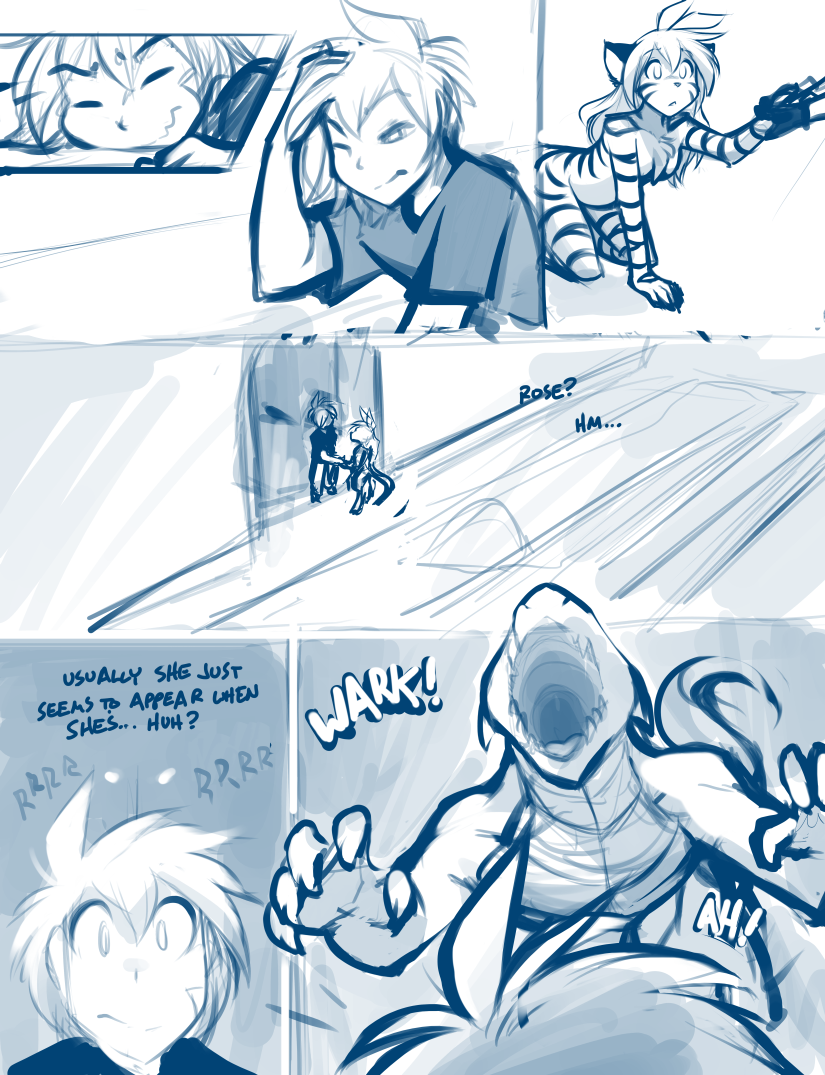 ROSE?
HM...
USUALLY SHE JUST
SEEMS TO APPEAR WHEN
SHES... HUH?
RRRR
RRRR
WARK!
AH!